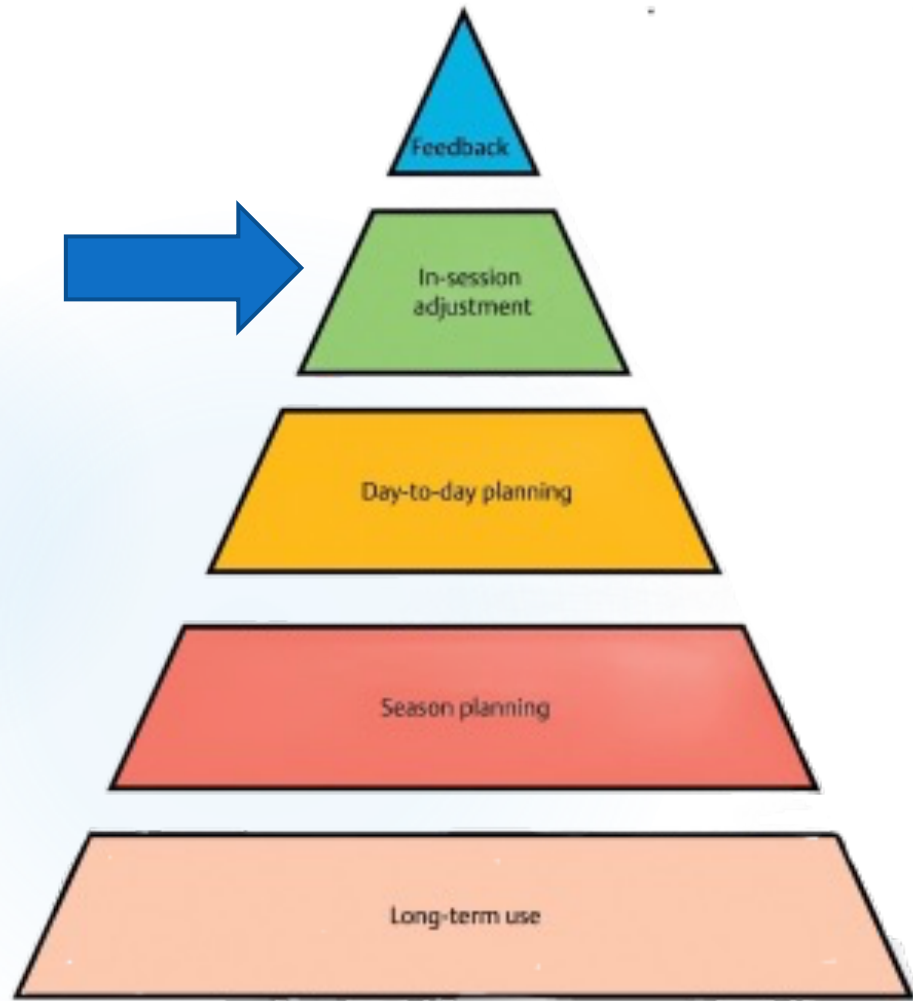 Feedback
In-session
adjustment
Day-to-day planning
Season planning
Long-term use